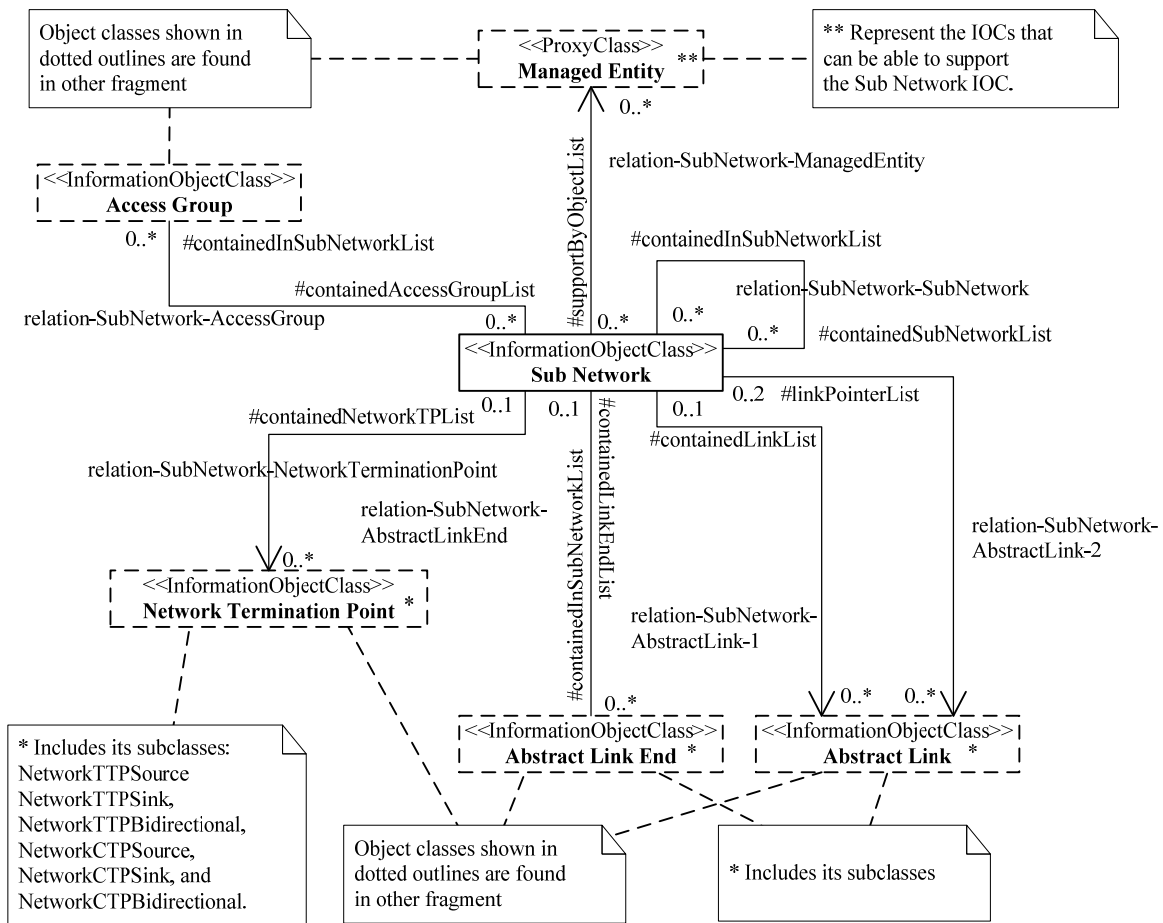 Object classes shown in
dotted outlines are found
in other fragment
<<ProxyClass>>
Managed Entity **
** Represent the IOCs that
can be able to support
the Sub Network IOC.
0..*
#supportByObjectList
relation-SubNetwork-ManagedEntity
<<InformationObjectClass>>
Access Group
0..*
#containedInSubNetworkList
#containedAccessGroupList
relation-SubNetwork-AccessGroup
0..*
0..*
#containedInSubNetworkList
relation-SubNetwork-SubNetwork
0..*
0..*
#containedSubNetworkList
<<InformationObjectClass>>
Sub Network
0..1
#containedNetworkTPList
relation-SubNetwork-NetworkTerminationPoint
0..1
#containedInSubNetworkList
#containedLinkEndList
relation-SubNetwork-
AbstractLinkEnd
0..1
#containedLinkList
0..2
#linkPointerList
relation-SubNetwork-
AbstractLink-2
relation-SubNetwork-
AbstractLink-1
0..*
<<InformationObjectClass>>
Network Termination Point *
0..*
<<InformationObjectClass>>
Abstract Link End *
0..*
0..*
<<InformationObjectClass>>
Abstract Link *
* Includes its subclasses:
NetworkTTPSource
NetworkTTPSink,
NetworkTTPBidirectional,
NetworkCTPSource,
NetworkCTPSink, and
NetworkCTPBidirectional.
Object classes shown in
dotted outlines are found
in other fragment
* Includes its subclasses